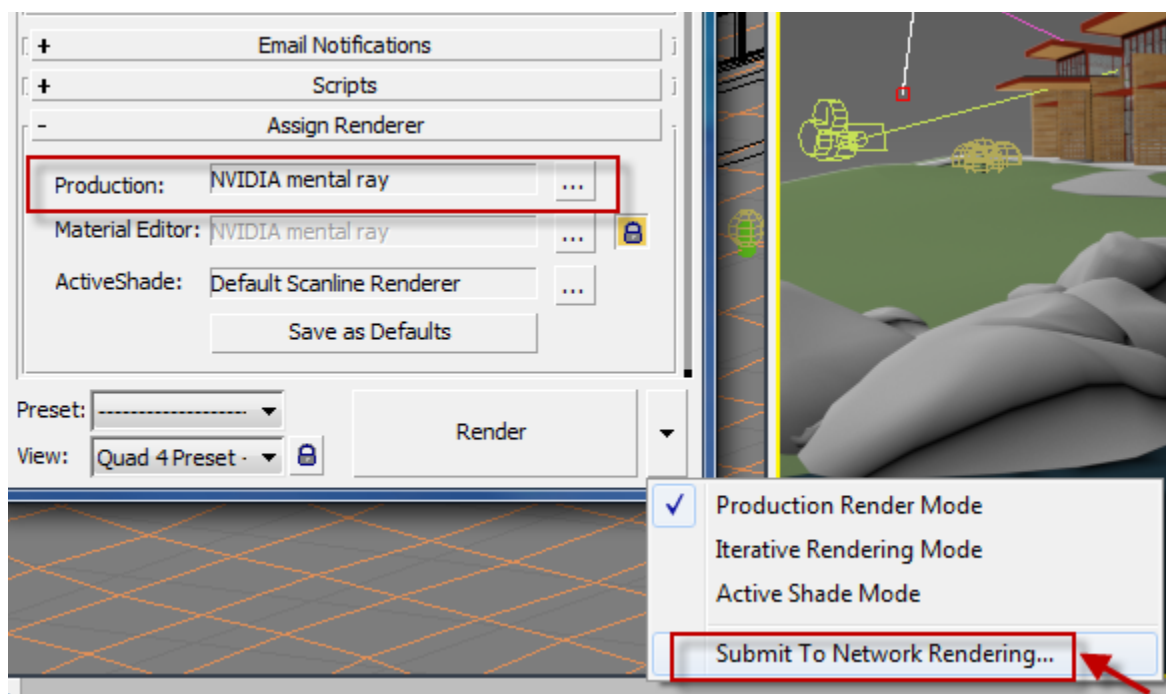 + Email Notifications
+ Scripts
- Assign Renderer
Production: NVIDIA mental ray ...
Material Editor: NVIDIA mental ray ...
ActiveShade: Default Scanline Renderer ...
Save as Defaults
Preset: --------------------
View: Quad 4 Preset -
Render
Production Render Mode
Iterative Rendering Mode
Active Shade Mode
Submit To Network Rendering...